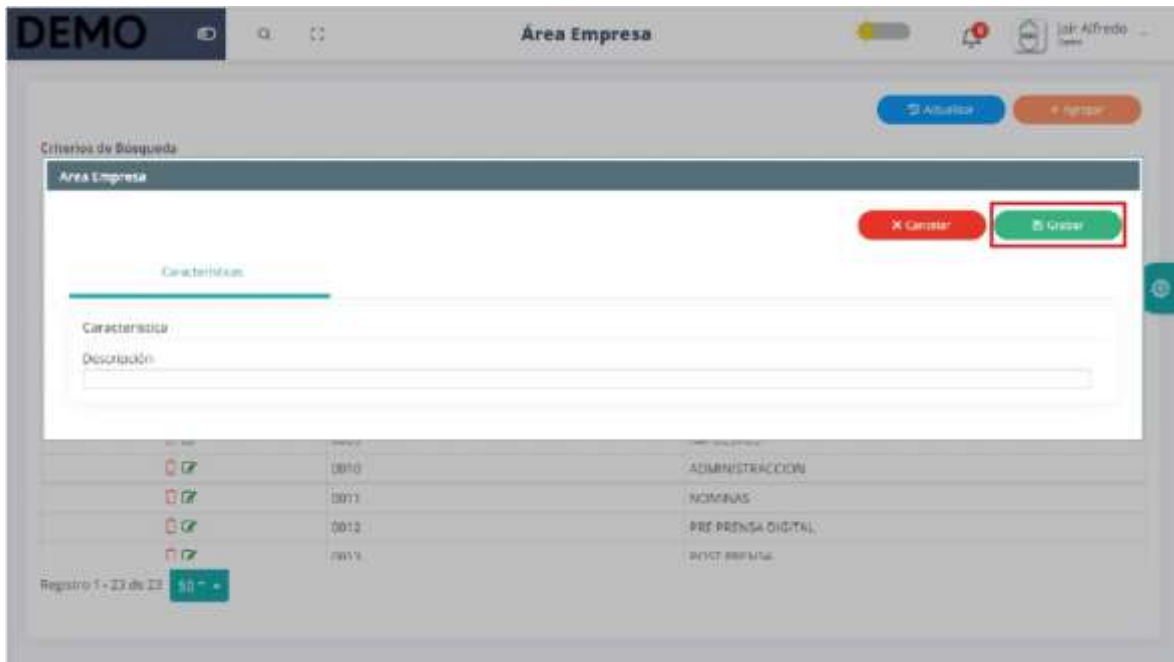 DEMO
Área Empresa
Jair Alfredo
Actualizar
+ Agregar
Criterios de Búsqueda
Area Empresa
X Cancelar
Grabar
Características
Característica
Descripción
0010 ADMINISTRACCION
0011 NOMINAS
0012 PRE PRENSA DIGITAL
0013 POST PRENSA
Registro 1 - 23 de 23
50